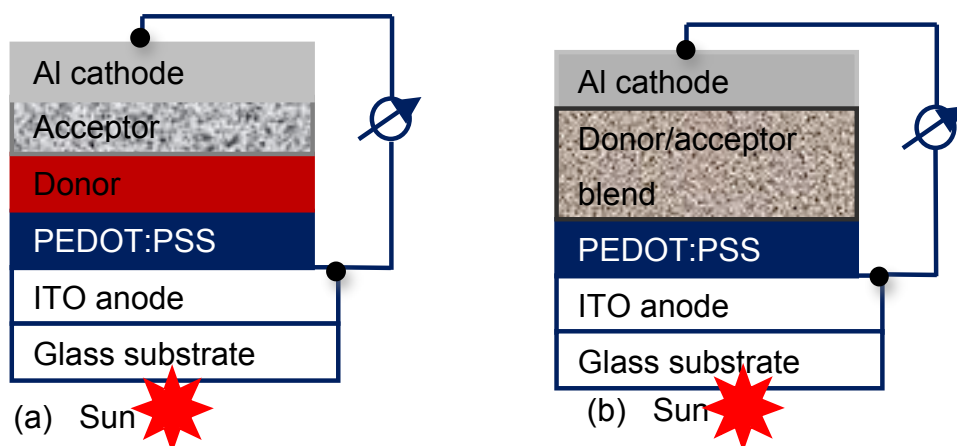 Al cathode
Acceptor
Donor
PEDOT:PSS
ITO anode
Glass substrate
(a) Sun
Al cathode
Donor/acceptor
blend
PEDOT:PSS
ITO anode
Glass substrate
(b) Sun